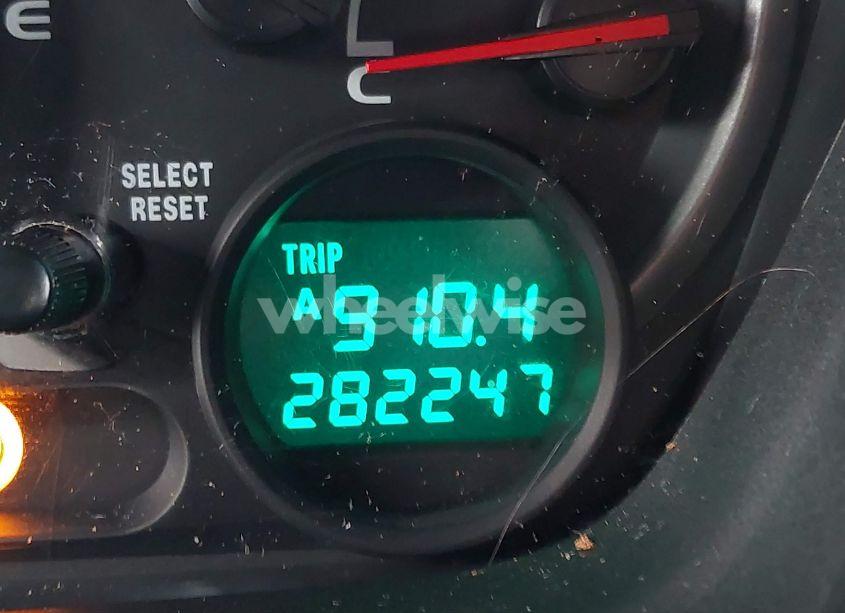 E
C
SELECT
RESET
TRIP
A 910.4
282247
wheelwise